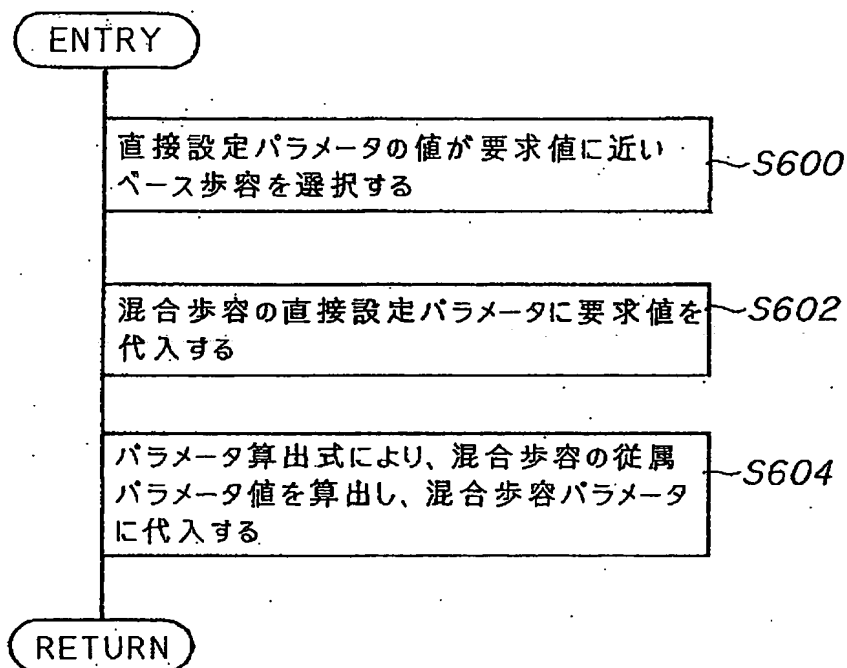 ENTRY
直接設定パラメータの値が要求値に近い
ベース歩容を選択する
S600
混合歩容の直接設定パラメータに要求値を
代入する
S602
パラメータ算出式により、混合歩容の従属
パラメータ値を算出し、混合歩容パラメータ
に代入する
S604
RETURN